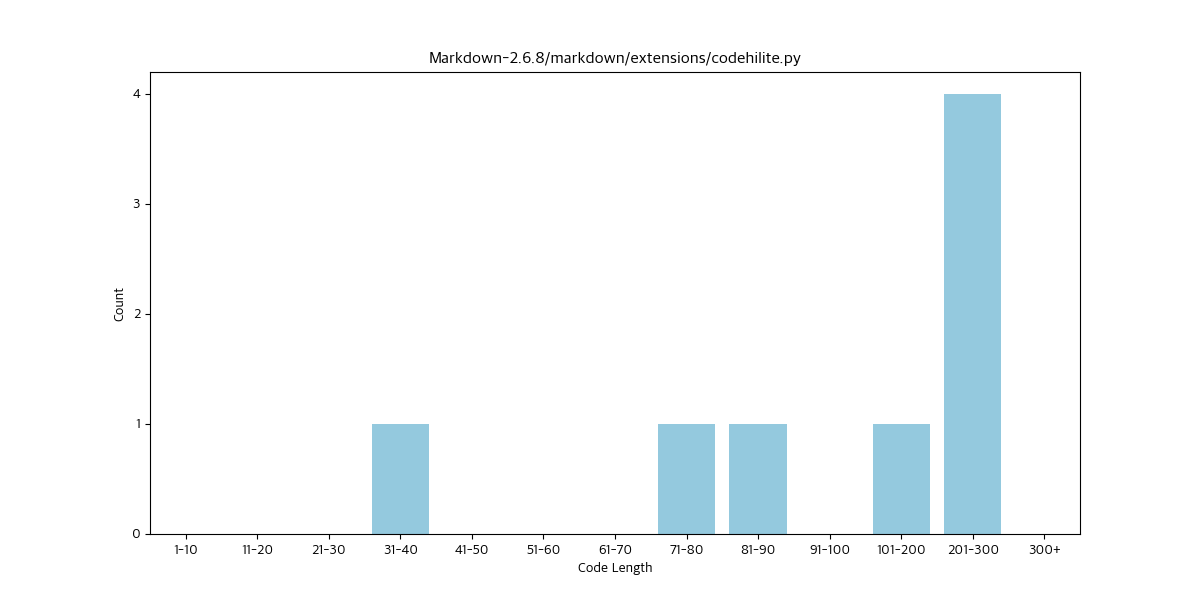 Markdown-2.6.8/markdown/extensions/codehilite.py
4
3
2
1
0
Count
1-10 11-20 21-30 31-40 41-50 51-60 61-70 71-80 81-90 91-100 101-200 201-300 300+
Code Length